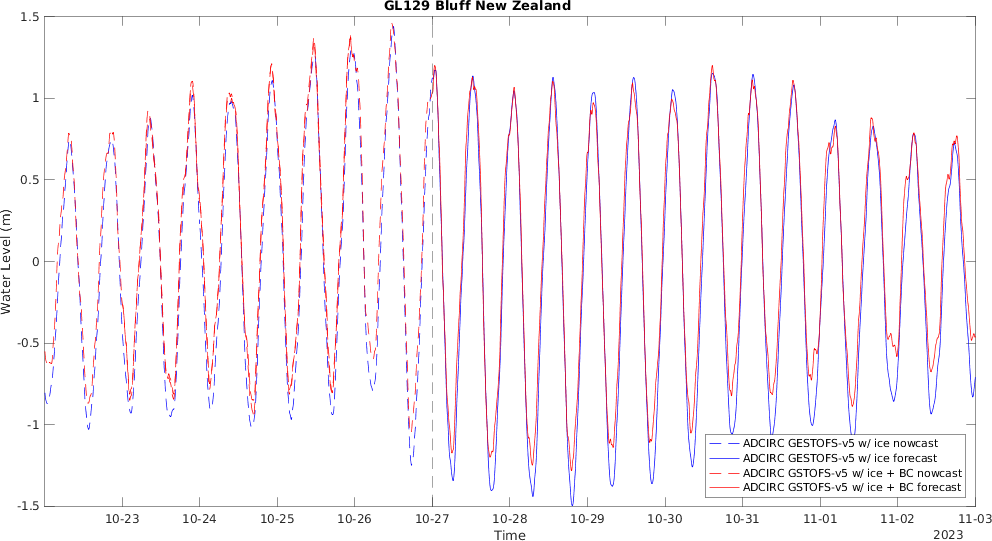 GL129 Bluff New Zealand
1.5
1
0.5
0
-0.5
-1
-1.5
Water Level (m)
ADCIRC GESTOFS-v5 w/ ice nowcast
ADCIRC GESTOFS-v5 w/ ice forecast
ADCIRC GSTOFS-v5 w/ ice + BC nowcast
ADCIRC GSTOFS-v5 w/ ice + BC forecast
10-23 10-24 10-25 10-26 10-27 10-28 10-29 10-30 10-31 11-01 11-02 11-03
Time
2023